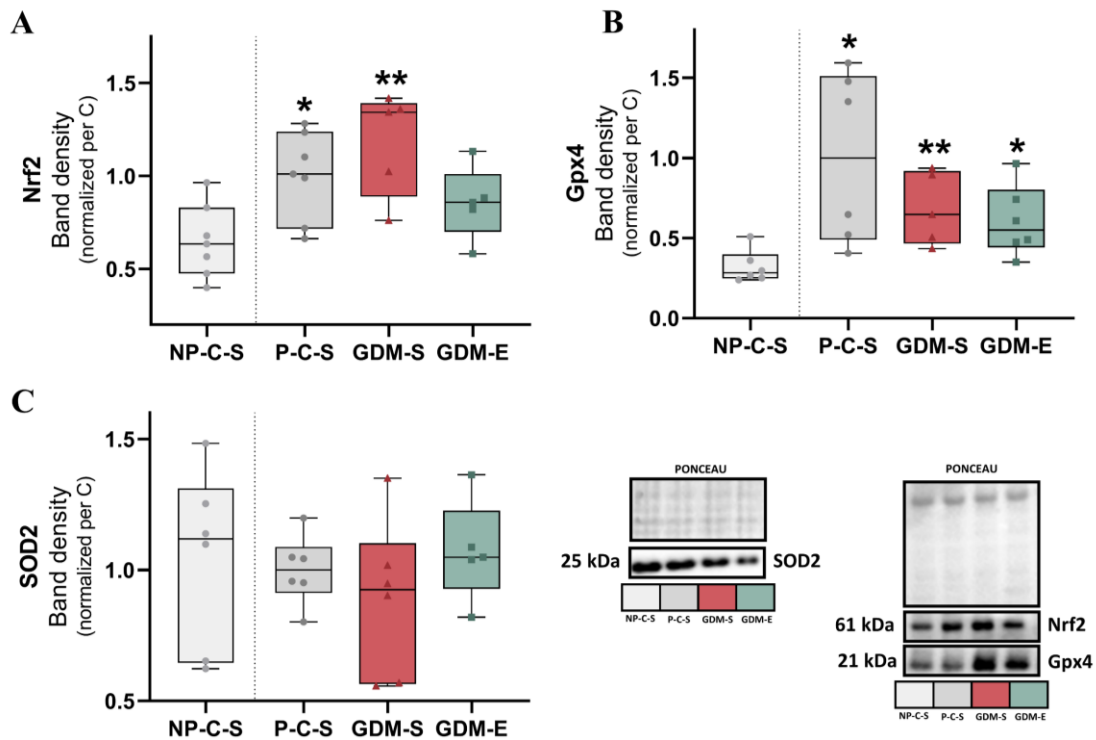 A
Nrf2
Band density
(normalized per C)
1.5
1.0
0.5
*
**
NP-C-S P-C-S GDM-S GDM-E
B
Gpx4
Band density
(normalized per C)
1.5
1.0
0.5
0.0
*
**
*
NP-C-S P-C-S GDM-S GDM-E
C
SOD2
Band density
(normalized per C)
1.5
1.0
0.5
NP-C-S P-C-S GDM-S GDM-E
PONCEAU
25 kDa SOD2
NP-C-S P-C-S GDM-S GDM-E
PONCEAU
61 kDa Nrf2
21 kDa Gpx4
NP-C-S P-C-S GDM-S GDM-E